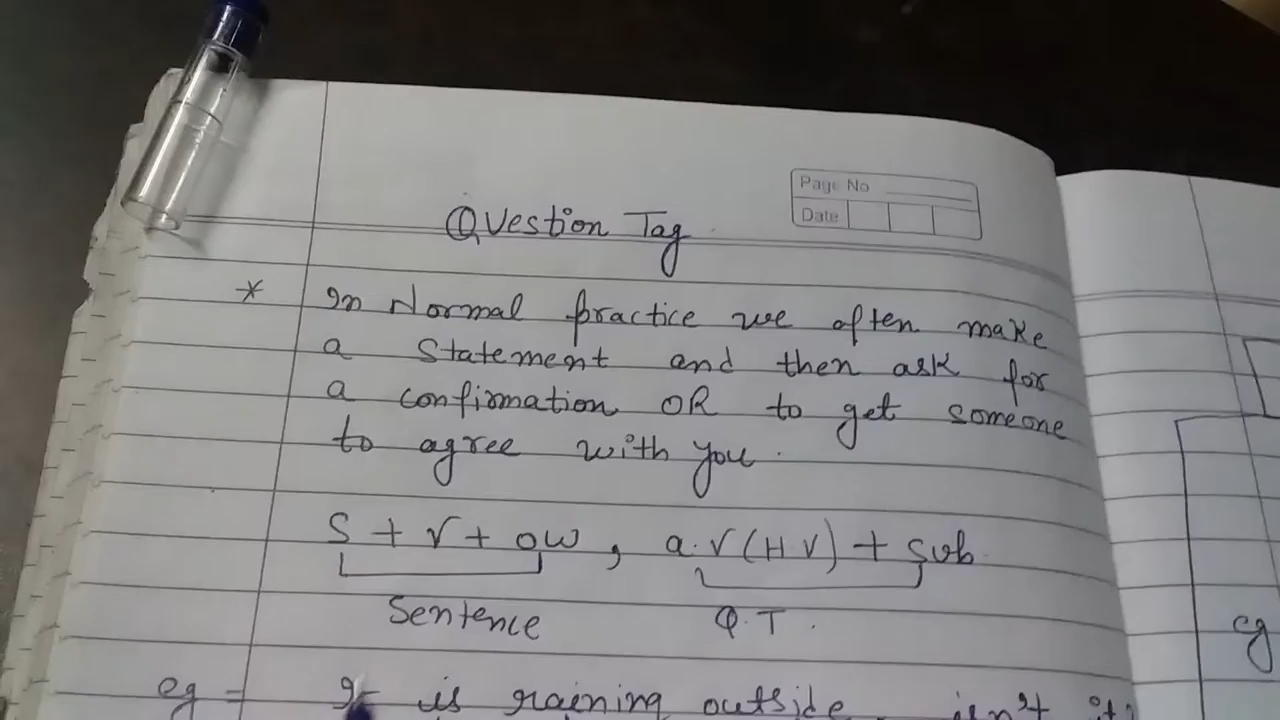 Page No
Date
Question Tag
* In Normal practice we often make
a statement and then ask for
a confirmation OR to get someone
to agree with you.
S + V + OW , a.V (H.V) + Sub
Sentence Q.T.
eg = It is raining outside, isn't it?
eg